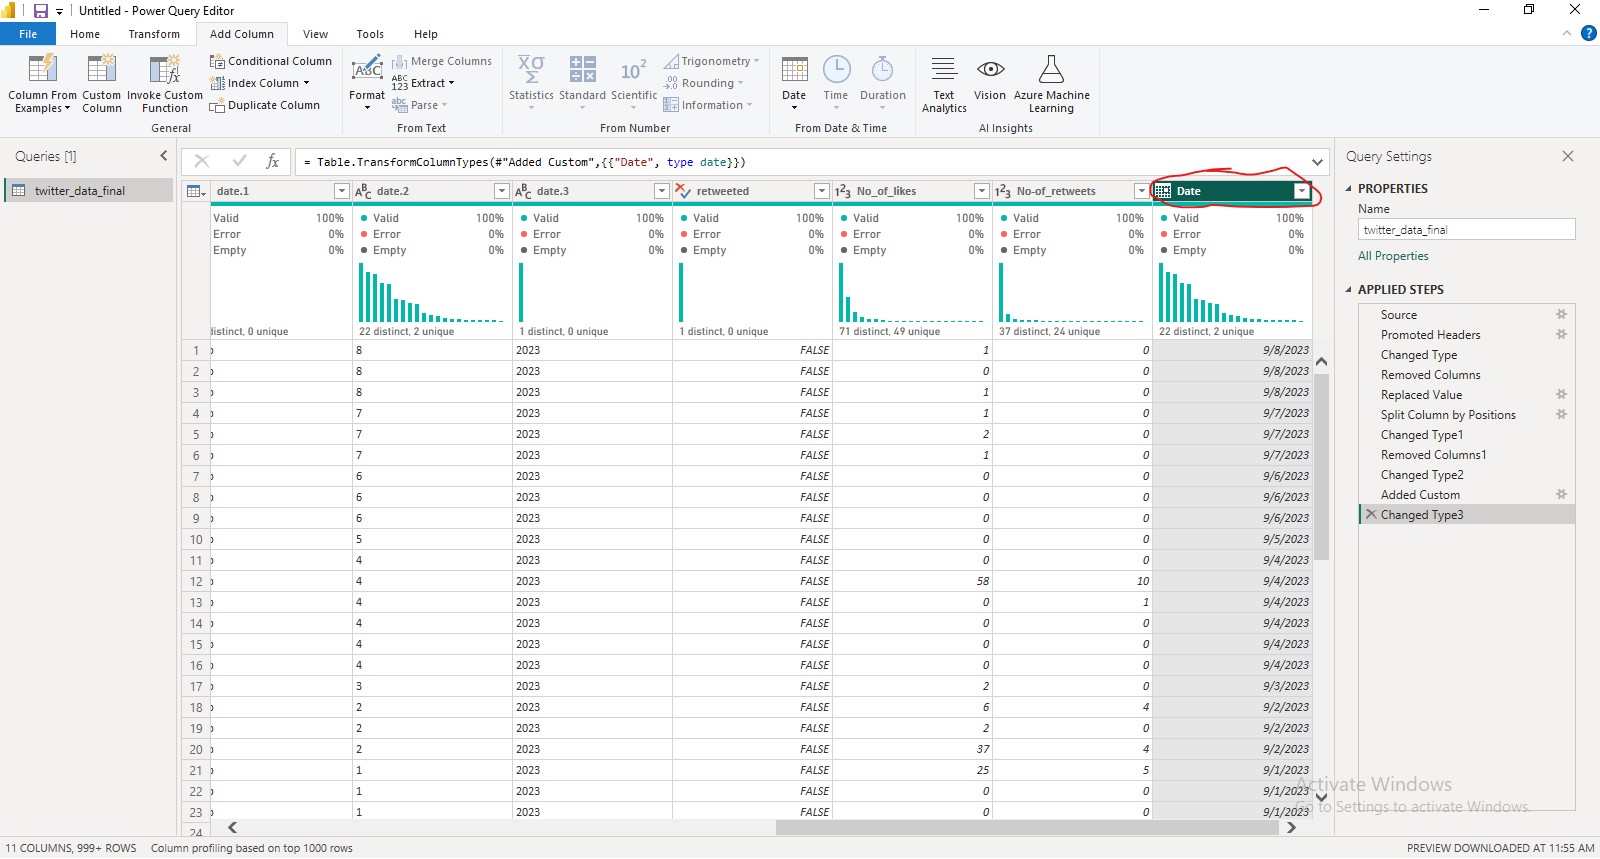 Untitled - Power Query Editor
File Home Transform Add Column View Tools Help
Column From Examples
Custom Column
Invoke Custom Function
Conditional Column
Index Column
Duplicate Column
General
Format
Merge Columns
ABC 123 Extract
abc Parse
From Text
Statistics
Standard
Scientific
Trigonometry
Rounding
Information
From Number
Date
Time
Duration
From Date & Time
Text Analytics
Vision
Azure Machine Learning
AI Insights
Queries [1]
twitter_data_final
= Table.TransformColumnTypes(#"Added Custom",{{"Date", type date}})
date.1 date.2 date.3 retweeted No_of_likes No-of_retweets Date
Valid 100% Valid 100% Valid 100% Valid 100% Valid 100% Valid 100% Valid 100%
Error 0% Error 0% Error 0% Error 0% Error 0% Error 0% Error 0%
Empty 0% Empty 0% Empty 0% Empty 0% Empty 0% Empty 0% Empty 0%
distinct, 0 unique 22 distinct, 2 unique 1 distinct, 0 unique 1 distinct, 0 unique 71 distinct, 49 unique 37 distinct, 24 unique 22 distinct, 2 unique
1 8 2023 FALSE 1 0 9/8/2023
2 8 2023 FALSE 0 0 9/8/2023
3 8 2023 FALSE 1 0 9/8/2023
4 7 2023 FALSE 1 0 9/7/2023
5 7 2023 FALSE 2 0 9/7/2023
6 7 2023 FALSE 1 0 9/7/2023
7 6 2023 FALSE 0 0 9/6/2023
8 6 2023 FALSE 0 0 9/6/2023
9 6 2023 FALSE 0 0 9/6/2023
10 5 2023 FALSE 0 0 9/5/2023
11 4 2023 FALSE 0 0 9/4/2023
12 4 2023 FALSE 58 10 9/4/2023
13 4 2023 FALSE 0 1 9/4/2023
14 4 2023 FALSE 0 0 9/4/2023
15 4 2023 FALSE 0 0 9/4/2023
16 4 2023 FALSE 0 0 9/4/2023
17 3 2023 FALSE 2 0 9/3/2023
18 2 2023 FALSE 6 4 9/2/2023
19 2 2023 FALSE 2 0 9/2/2023
20 2 2023 FALSE 37 4 9/2/2023
21 1 2023 FALSE 25 5 9/1/2023
22 1 2023 FALSE 0 0 9/1/2023
23 1 2023 FALSE 0 0 9/1/2023
24
Query Settings
PROPERTIES
Name
twitter_data_final
All Properties
APPLIED STEPS
Source
Promoted Headers
Changed Type
Removed Columns
Replaced Value
Split Column by Positions
Changed Type1
Removed Columns1
Changed Type2
Added Custom
Changed Type3
Activate Windows
Go to Settings to activate Windows.
11 COLUMNS, 999+ ROWS Column profiling based on top 1000 rows PREVIEW DOWNLOADED AT 11:55 AM